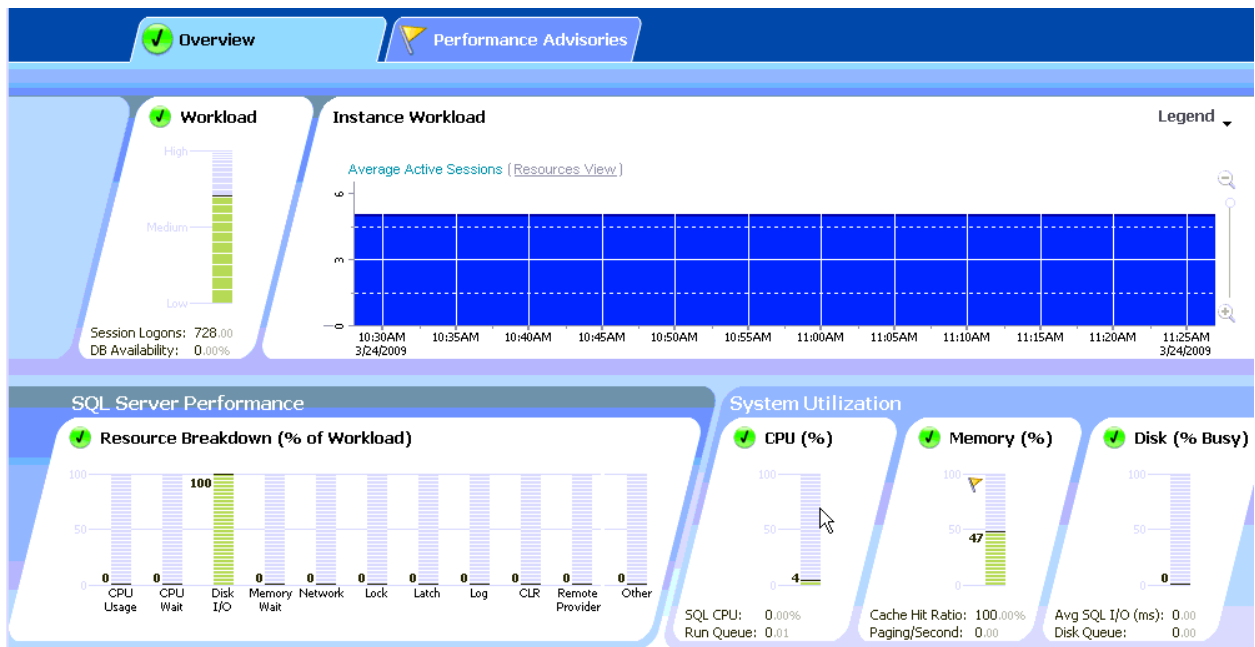 Overview
Performance Advisories
Workload
High
Medium
Low
Session Logons: 728.00
DB Availability: 0.00%
Instance Workload
Legend
Average Active Sessions (Resources View)
6
3
0
10:30AM 10:35AM 10:40AM 10:45AM 10:50AM 10:55AM 11:00AM 11:05AM 11:10AM 11:15AM 11:20AM 11:25AM
3/24/2009 3/24/2009
SQL Server Performance
Resource Breakdown (% of Workload)
100
50
0
0 0 100 0 0 0 0 0 0 0 0
CPU Usage
CPU Wait
Disk I/O
Memory Wait
Network
Lock
Latch
Log
CLR
Remote Provider
Other
System Utilization
CPU (%)
100
50
0
4
SQL CPU: 0.00%
Run Queue: 0.01
Memory (%)
100
50
47
0
Cache Hit Ratio: 100.00%
Paging/Second: 0.00
Disk (% Busy)
100
50
0
0
Avg SQL I/O (ms): 0.00
Disk Queue: 0.00